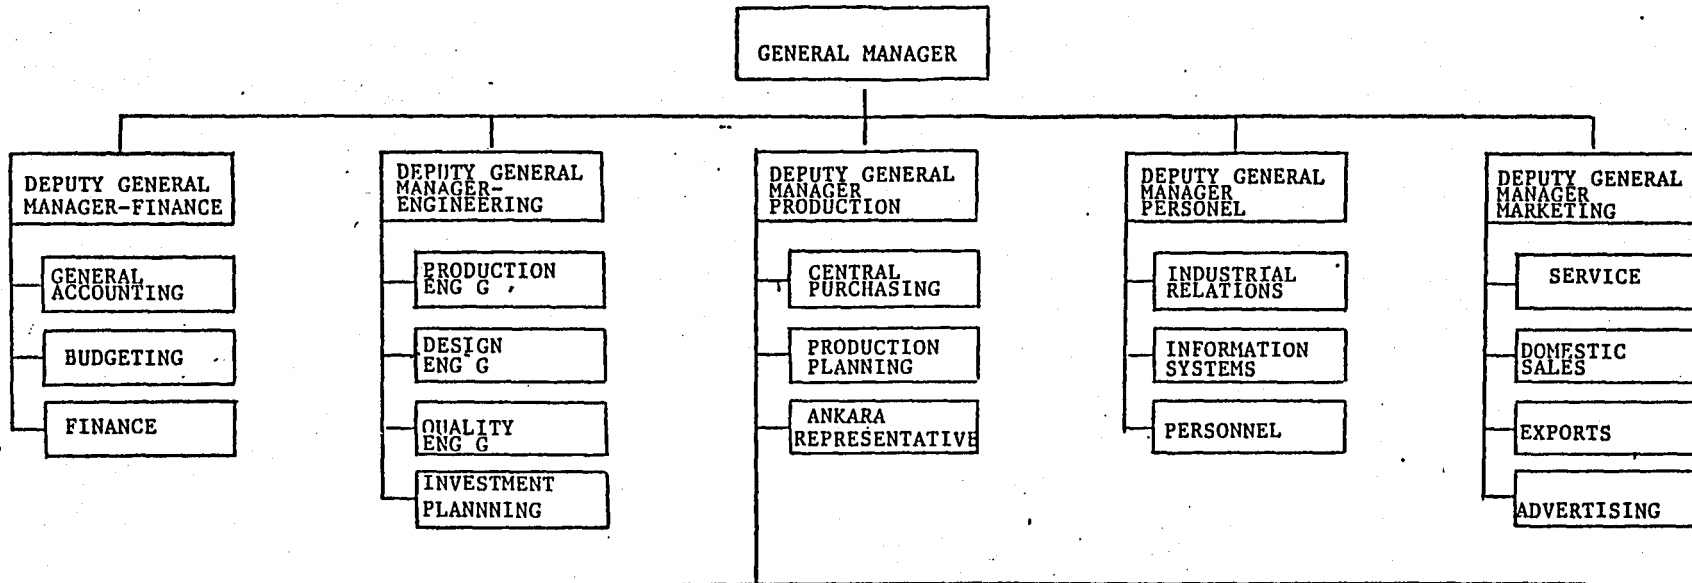 GENERAL MANAGER
DEPUTY GENERAL
MANAGER-FINANCE
GENERAL
ACCOUNTING
BUDGETING
FINANCE
DEPUTY GENERAL
MANAGER-
ENGINEERING
PRODUCTION
ENG G
DESIGN
ENG G
QUALITY
ENG G
INVESTMENT
PLANNNING
DEPUTY GENERAL
MANAGER
PRODUCTION
CENTRAL
PURCHASING
PRODUCTION
PLANNING
ANKARA
REPRESENTATIVE
DEPUTY GENERAL
MANAGER
PERSONEL
INDUSTRIAL
RELATIONS
INFORMATION
SYSTEMS
PERSONNEL
DEPUTY GENERAL
MANAGER
MARKETING
SERVICE
DOMESTIC
SALES
EXPORTS
ADVERTISING